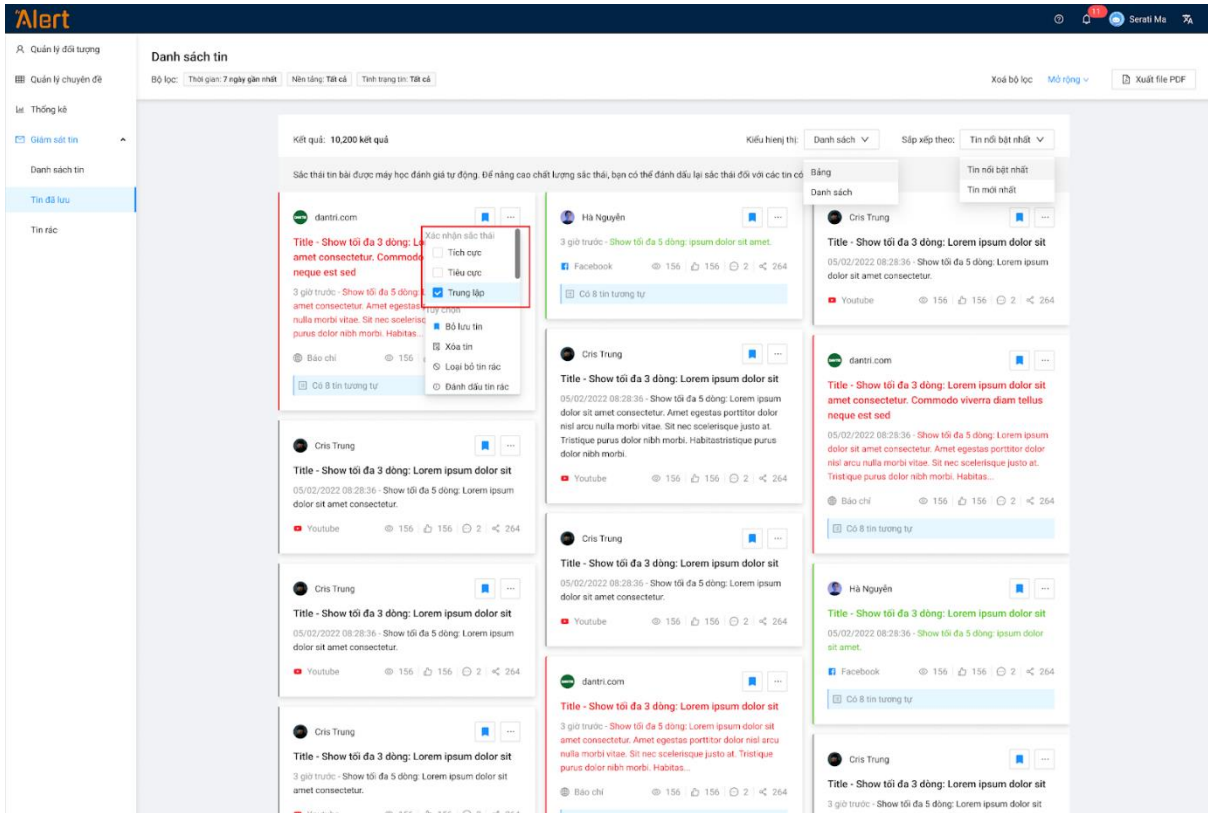 Alert
11
Serati Ma
Quản lý đối tượng
Quản lý chuyên đề
Thống kê
Giám sát tin
Danh sách tin
Tin đã lưu
Tin rác
Danh sách tin
Bộ lọc: Thời gian: 7 ngày gần nhất Nền tảng: Tất cả Tình trạng tin: Tất cả
Xoá bộ lọc Mở rộng Xuất file PDF
Kết quả: 10,200 kết quả
Kiểu hienj thị: Danh sách Sắp xếp theo: Tin nổi bật nhất
Bảng
Danh sách
Tin nổi bật nhất
Tin mới nhất
Sắc thái tin bài được máy học đánh giá tự động. Để nâng cao chất lượng sắc thái, bạn có thể đánh dấu lại sắc thái đối với các tin có
dantri.com
Title - Show tối đa 3 dòng: L
amet consectetur. Commodo
neque est sed
3 giờ trước - Show tối đa 5 dòng:
amet consectetur. Amet egestas
nulla morbi vitae. Sit nec scelerisq
purus dolor nibh morbi. Habitas...
Báo chí 156
Có 8 tin tương tự
Xác nhận sắc thái
Tích cực
Tiêu cực
Trung lập
Tuỳ chọn
Bỏ lưu tin
Xóa tin
Loại bỏ tin rác
Đánh dấu tin rác
Cris Trung
Title - Show tối đa 3 dòng: Lorem ipsum dolor sit
05/02/2022 08:28:36 - Show tối đa 5 dòng: Lorem ipsum
dolor sit amet consectetur.
Youtube 156 156 2 264
Cris Trung
Title - Show tối đa 3 dòng: Lorem ipsum dolor sit
05/02/2022 08:28:36 - Show tối đa 5 dòng: Lorem ipsum
dolor sit amet consectetur.
Youtube 156 156 2 264
Cris Trung
Title - Show tối đa 3 dòng: Lorem ipsum dolor sit
3 giờ trước - Show tối đa 5 dòng: Lorem ipsum dolor sit
amet consectetur.
Hà Nguyên
3 giờ trước - Show tối đa 5 dòng: ipsum dolor sit amet.
Facebook 156 156 2 264
Có 8 tin tương tự
Cris Trung
Title - Show tối đa 3 dòng: Lorem ipsum dolor sit
05/02/2022 08:28:36 - Show tối đa 5 dòng: Lorem ipsum
dolor sit amet consectetur. Amet egestas porttitor dolor
nisl arcu nulla morbi vitae. Sit nec scelerisque justo at.
Tristique purus dolor nibh morbi. Habitastristique purus
dolor nibh morbi.
Youtube 156 156 2 264
Cris Trung
Title - Show tối đa 3 dòng: Lorem ipsum dolor sit
05/02/2022 08:28:36 - Show tối đa 5 dòng: Lorem ipsum
dolor sit amet consectetur.
Youtube 156 156 2 264
dantri.com
Title - Show tối đa 3 dòng: Lorem ipsum dolor sit
3 giờ trước - Show tối đa 5 dòng: Lorem ipsum dolor sit
amet consectetur. Amet egestas porttitor dolor nisl arcu
nulla morbi vitae. Sit nec scelerisque justo at. Tristique
purus dolor nibh morbi. Habitas...
Báo chí 156 156 2 264
Cris Trung
Title - Show tối đa 3 dòng: Lorem ipsum dolor sit
05/02/2022 08:28:36 - Show tối đa 5 dòng: Lorem ipsum
dolor sit amet consectetur.
Youtube 156 156 2 264
dantri.com
Title - Show tối đa 3 dòng: Lorem ipsum dolor sit
amet consectetur. Commodo viverra diam tellus
neque est sed
05/02/2022 08:28:36 - Show tối đa 5 dòng: Lorem ipsum
dolor sit amet consectetur. Amet egestas porttitor dolor
nisl arcu nulla morbi vitae. Sit nec scelerisque justo at.
Tristique purus dolor nibh morbi. Habitas...
Báo chí 156 156 2 264
Có 8 tin tương tự
Hà Nguyên
Title - Show tối đa 3 dòng: Lorem ipsum dolor sit
05/02/2022 08:28:36 - Show tối đa 5 dòng: ipsum dolor
sit amet.
Facebook 156 156 2 264
Có 8 tin tương tự
Cris Trung
Title - Show tối đa 3 dòng: Lorem ipsum dolor sit
3 giờ trước - Show tối đa 5 dòng: Lorem ipsum dolor sit